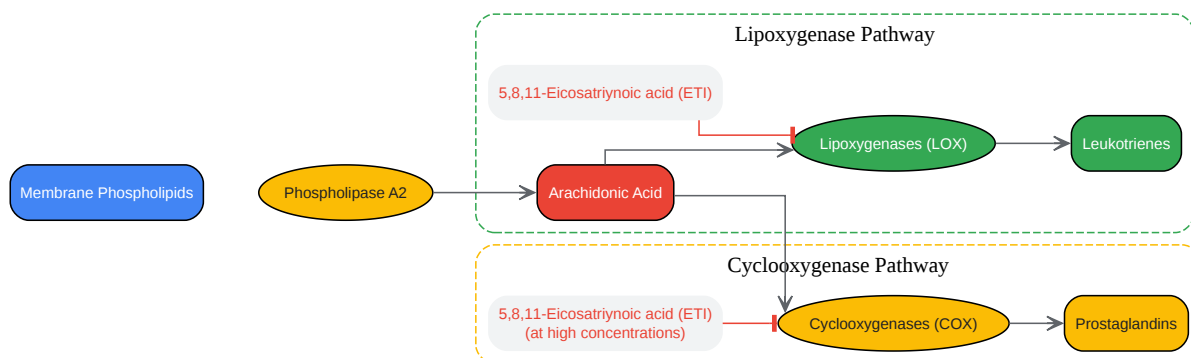 Lipoxygenase Pathway
5,8,11-Eicosatriynoic acid (ETI)
Lipoxygenases (LOX)
Leukotrienes
Membrane Phospholipids
Phospholipase A2
Arachidonic Acid
Cyclooxygenase Pathway
5,8,11-Eicosatriynoic acid (ETI)
(at high concentrations)
Cyclooxygenases (COX)
Prostaglandins